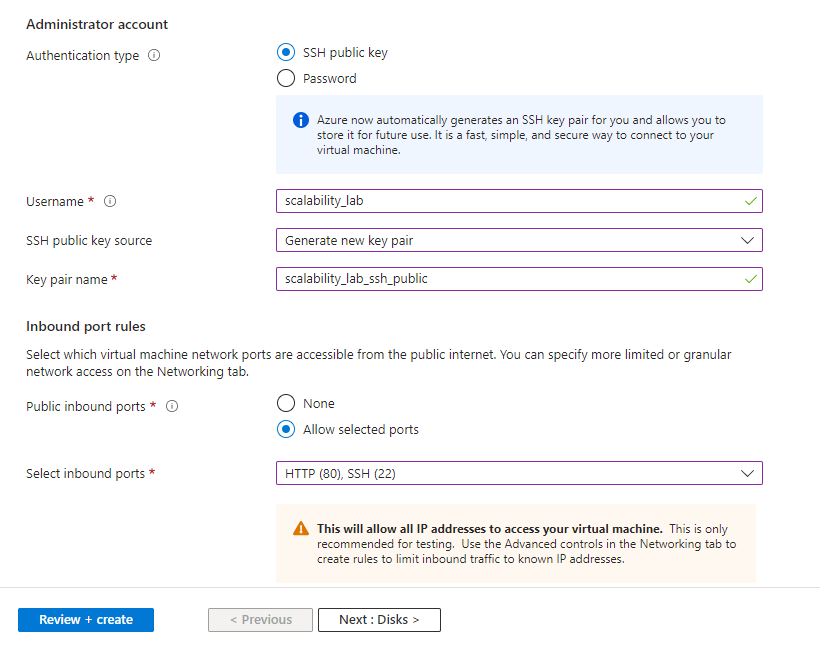 Administrator account
Authentication type
SSH public key
Password
Azure now automatically generates an SSH key pair for you and allows you to
store it for future use. It is a fast, simple, and secure way to connect to your
virtual machine.
Username *
scalability_lab
SSH public key source
Generate new key pair
Key pair name *
scalability_lab_ssh_public
Inbound port rules
Select which virtual machine network ports are accessible from the public internet. You can specify more limited or granular
network access on the Networking tab.
Public inbound ports *
None
Allow selected ports
Select inbound ports *
HTTP (80), SSH (22)
This will allow all IP addresses to access your virtual machine. This is only
recommended for testing. Use the Advanced controls in the Networking tab to
create rules to limit inbound traffic to known IP addresses.
Review + create
< Previous
Next : Disks >